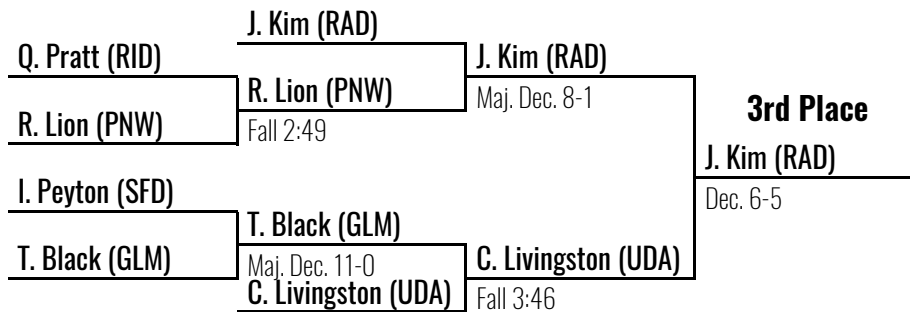 J. Kim (RAD)
Q. Pratt (RID)
J. Kim (RAD)
R. Lion (PNW)
Maj. Dec. 8-1
3rd Place
R. Lion (PNW)
Fall 2:49
J. Kim (RAD)
I. Peyton (SFD)
Dec. 6-5
T. Black (GLM)
T. Black (GLM)
C. Livingston (UDA)
Maj. Dec. 11-0
C. Livingston (UDA)
Fall 3:46